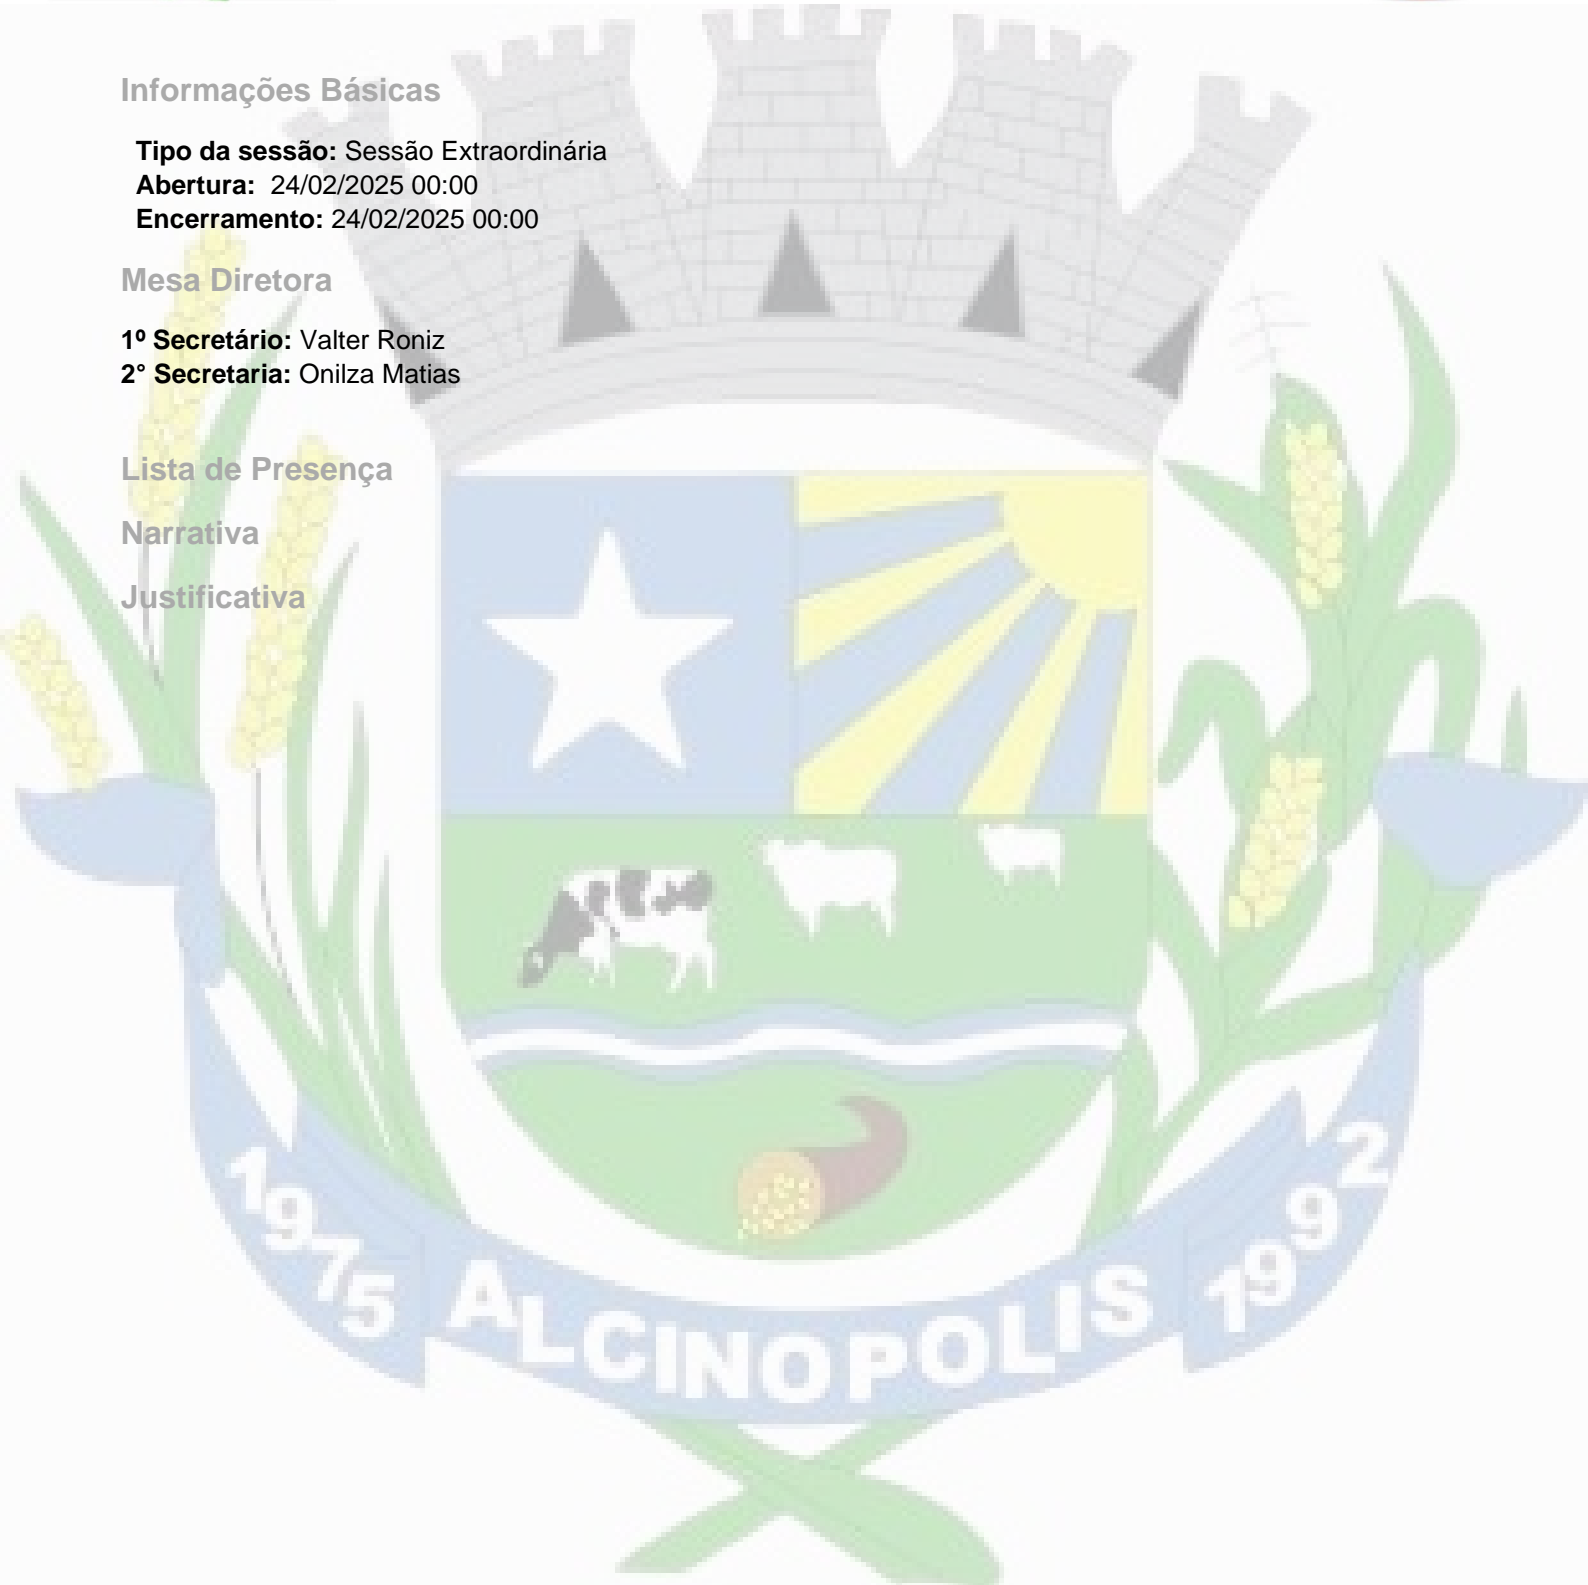 Informações Básicas
Tipo da sessão: Sessão Extraordinária
Abertura: 24/02/2025 00:00
Encerramento: 24/02/2025 00:00
Mesa Diretora
1º Secretário: Valter Roniz
2° Secretaria: Onilza Matias
Lista de Presença
Narrativa
Justificativa
1975 ALCINOPOLIS 1992